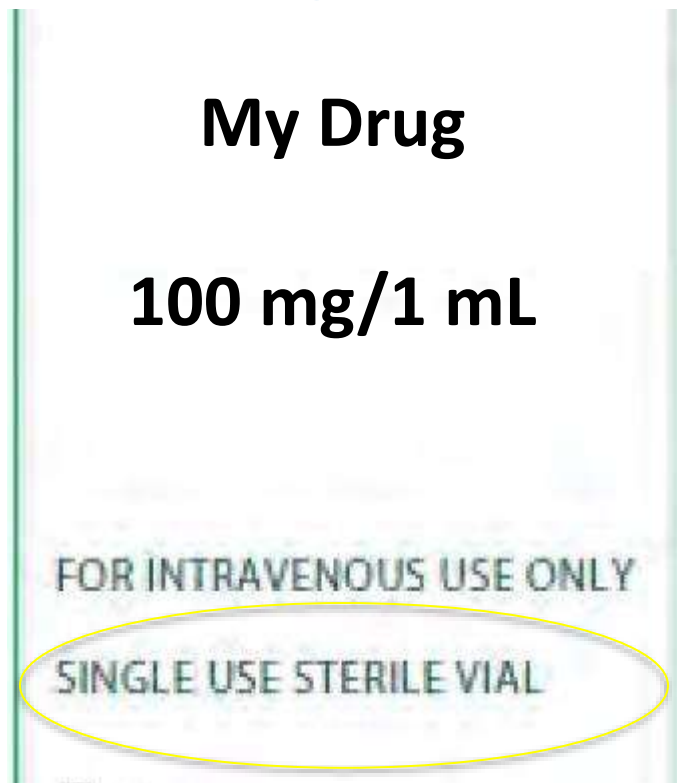 My Drug
100 mg/1 mL
FOR INTRAVENOUS USE ONLY
SINGLE USE STERILE VIAL